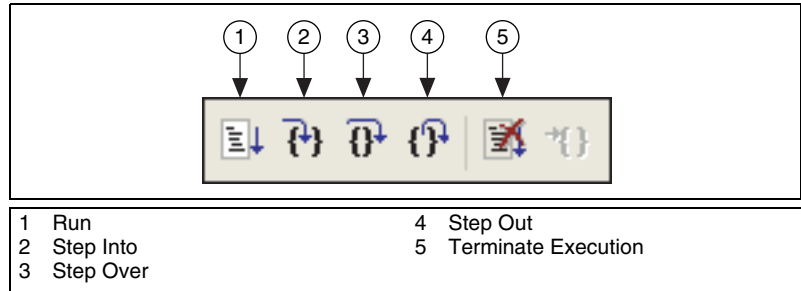 1 2 3 4 5
1 Run
2 Step Into
3 Step Over
4 Step Out
5 Terminate Execution